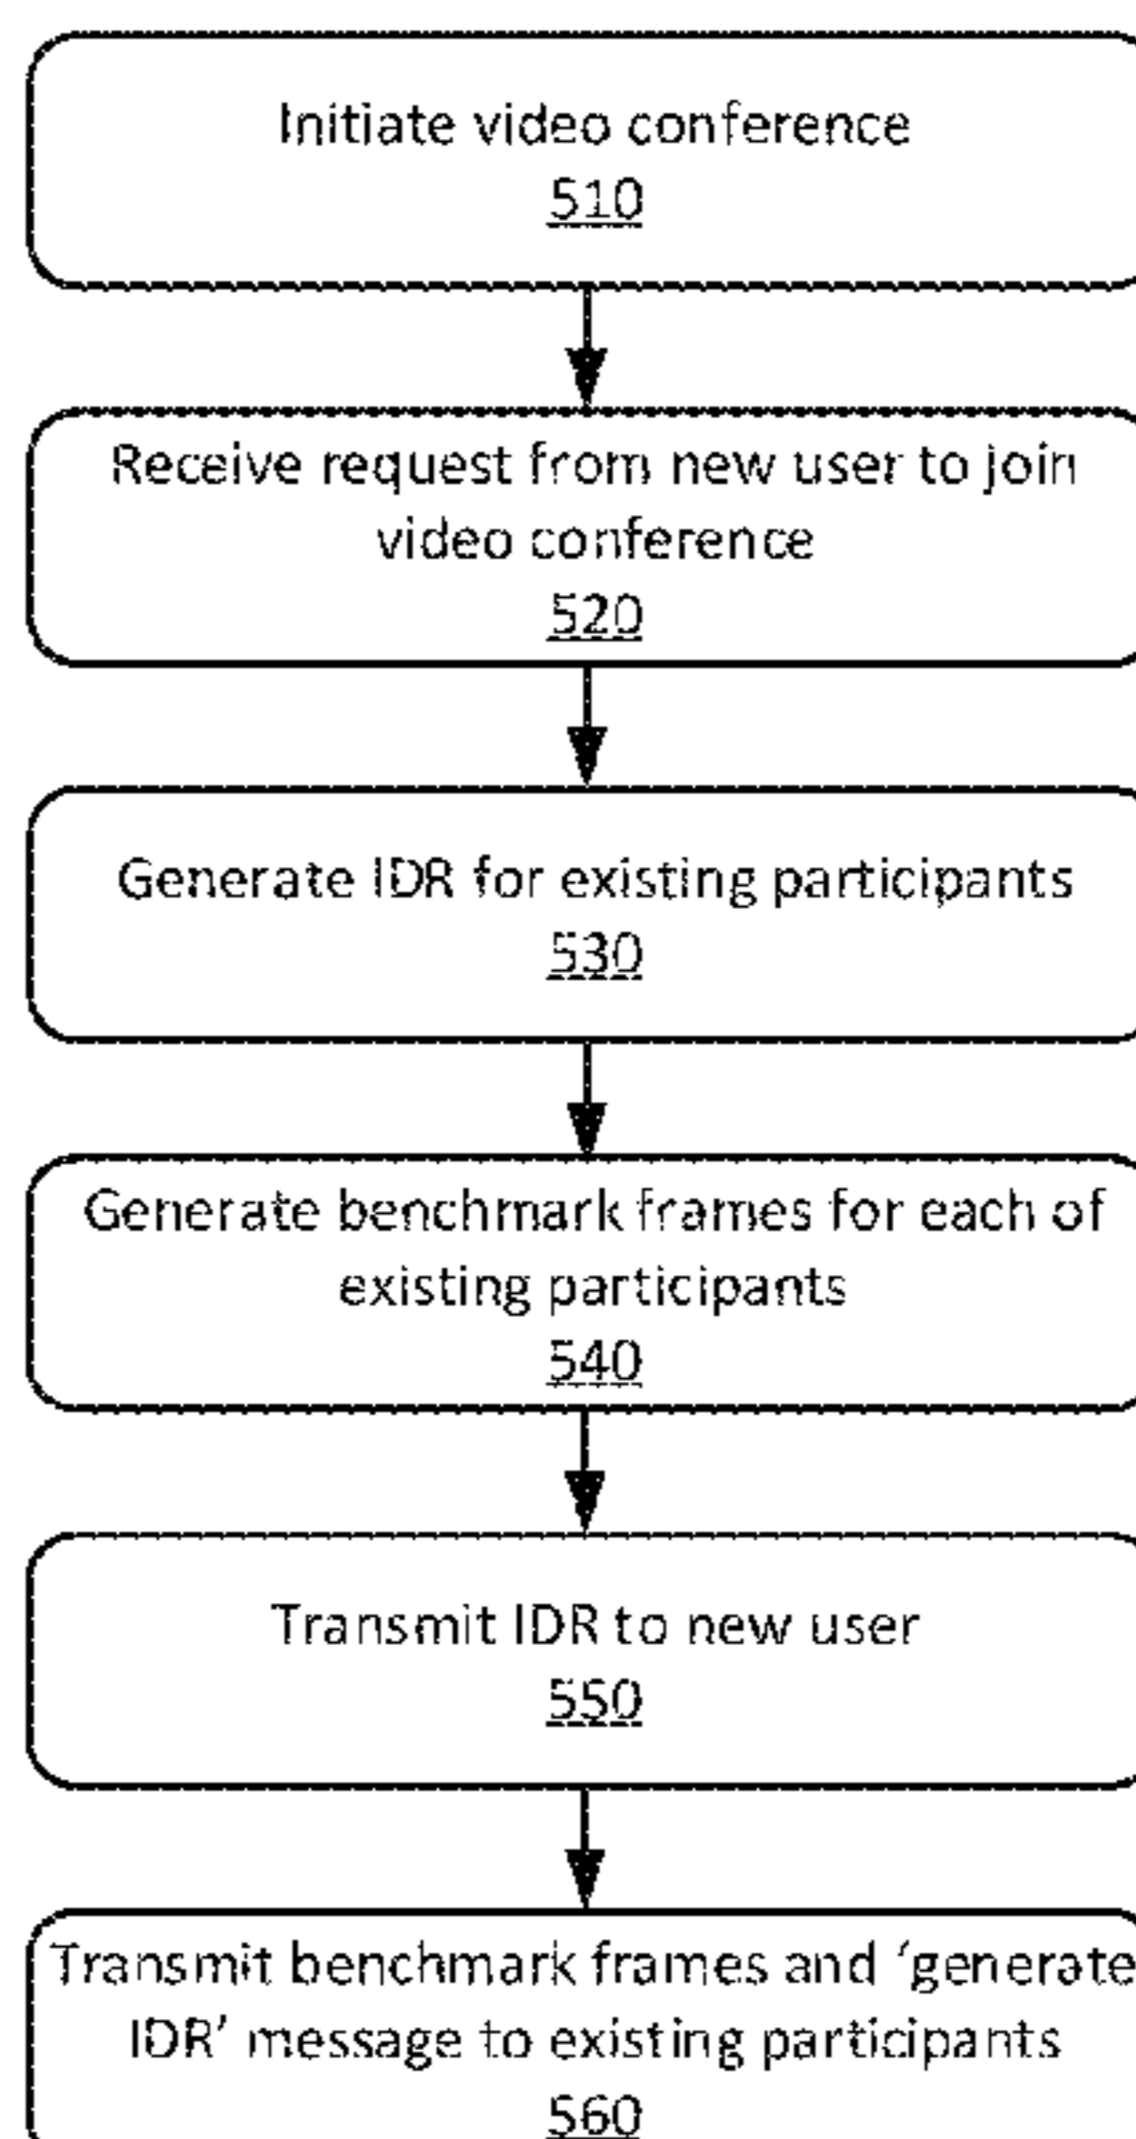 Initiate video conference
510
Receive request from new user to join
video conference
520
Generate IDR for existing participants
530
Generate benchmark frames for each of
existing participants
540
Transmit IDR to new user
550
Transmit benchmark frames and ‘generate
IDR’ message to existing participants
560